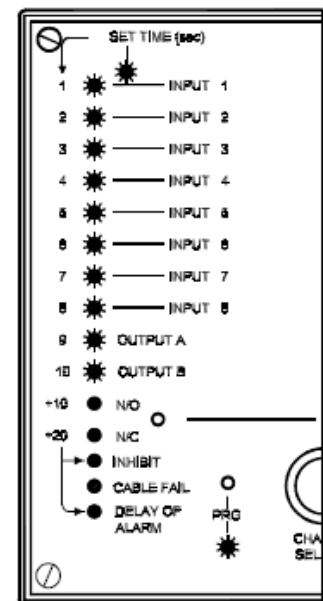 SET TIME (sec)
1 INPUT 1
2 INPUT 2
3 INPUT 3
4 INPUT 4
5 INPUT 5
6 INPUT 6
7 INPUT 7
8 INPUT 8
9 OUTPUT A
10 OUTPUT B
+10 N/O
+20 N/C
INHIBIT
CABLE FAIL
DELAY OF
ALARM
PRG
CHA
SEL